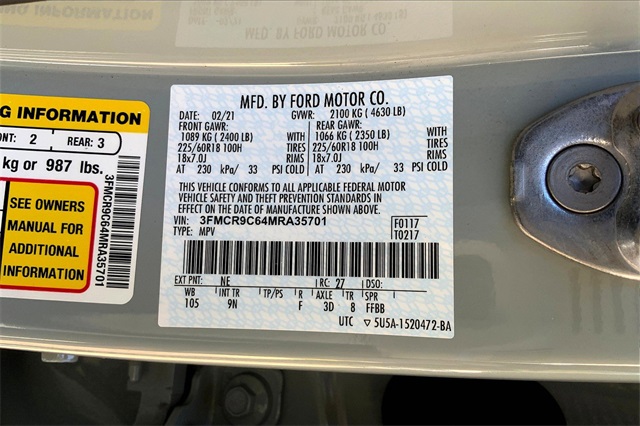 MFD. BY FORD MOTOR CO.
DATE: 02/21 GVWR: 2100 KG ( 4630 LB)
FRONT GAWR: REAR GAWR:
1089 KG ( 2400 LB) WITH 1066 KG ( 2350 LB) WITH
225/60R18 100H TIRES 225/60R18 100H TIRES
18x7.0J RIMS 18x7.0J RIMS
AT 230 kPa/ 33 PSI COLD AT 230 kPa/ 33 PSI COLD
THIS VEHICLE CONFORMS TO ALL APPLICABLE FEDERAL MOTOR
VEHICLE SAFETY AND THEFT PREVENTION STANDARDS IN
EFFECT ON THE DATE OF MANUFACTURE SHOWN ABOVE.
VIN: 3FMCR9C64MRA35701 F0117
TYPE: MPV T0217
EXT PNT: NE RC: 27 DSO:
WB INT TR TP/PS R AXLE TR SPR
105 9N F 3D 8 FFBB
UTC 5U5A-1520472-BA
G INFORMATION
NT: 2 REAR: 3
kg or 987 lbs.
SEE OWNERS
MANUAL FOR
ADDITIONAL
INFORMATION
3FMCR9C64MRA35701